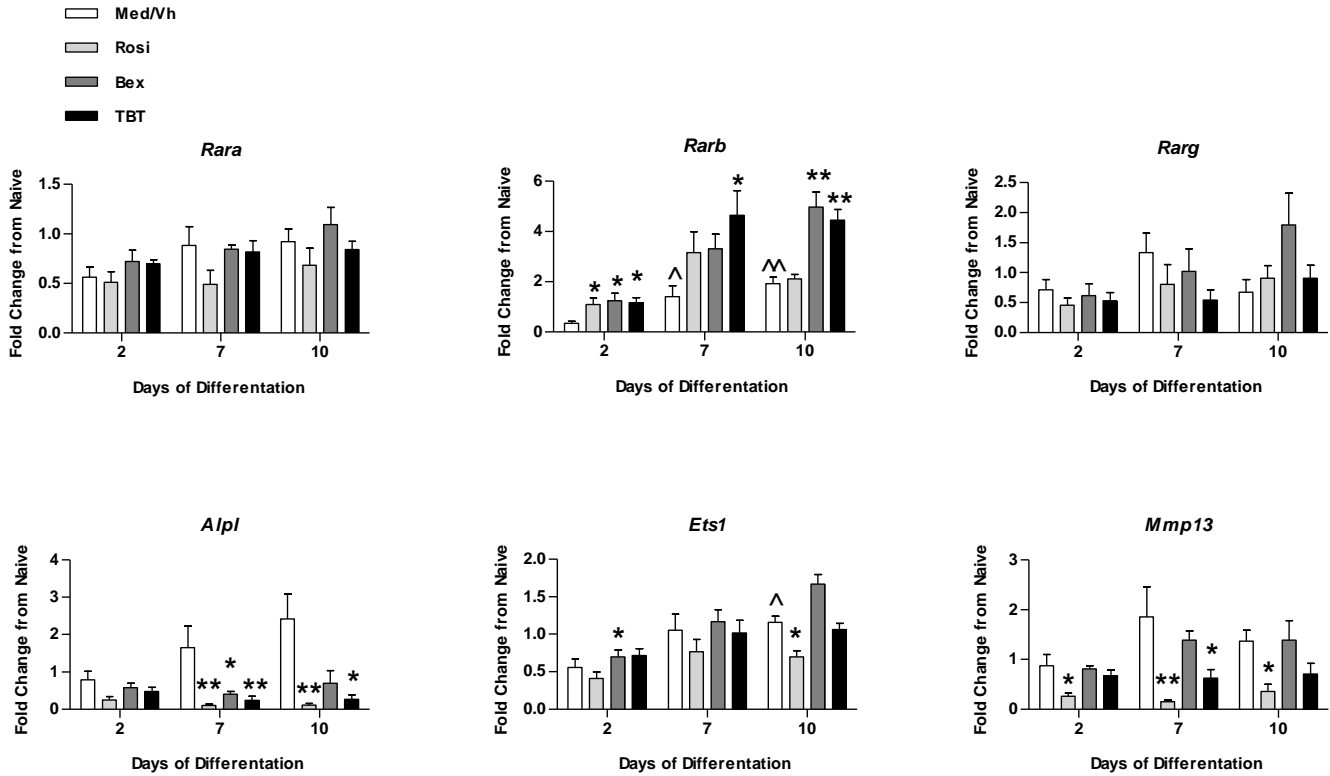 Med/Vh
Rosi
Bex
TBT
Rara
Fold Change from Naive
1.5
1.0
0.5
0.0
2 7 10
Days of Differentation
Rarb
Fold Change from Naive
6
4
2
0
* * *
^ *
^^ ** **
2 7 10
Days of Differentation
Rarg
Fold Change from Naive
2.5
2.0
1.5
1.0
0.5
0.0
2 7 10
Days of Differentation
Alpl
Fold Change from Naive
4
3
2
1
0
** * **
** *
2 7 10
Days of Differentation
Ets1
Fold Change from Naive
2.0
1.5
1.0
0.5
0.0
*
^ *
2 7 10
Days of Differentation
Mmp13
Fold Change from Naive
3
2
1
0
*
** *
*
2 7 10
Days of Differentation